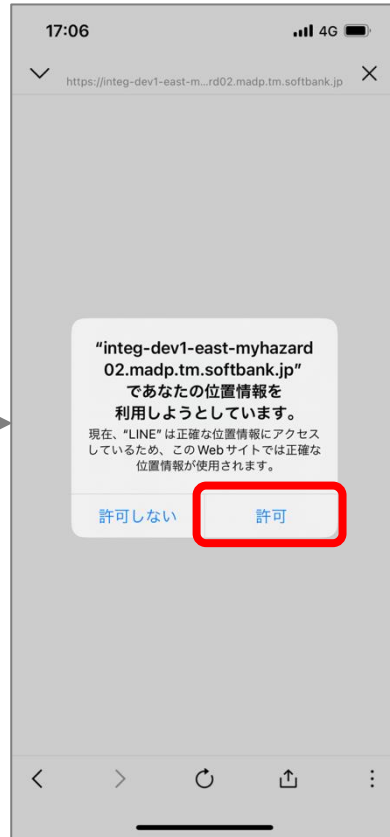 17:06
4G
https://integ-dev1-east-m...rd02.madp.tm.softbank.jp
“integ-dev1-east-myhazard
02.madp.tm.softbank.jp”
であなたの位置情報を
利用しようとしています。
現在、“LINE” は正確な位置情報にアクセス
しているため、この Web サイトでは正確な
位置情報が使用されます。
許可しない
許可